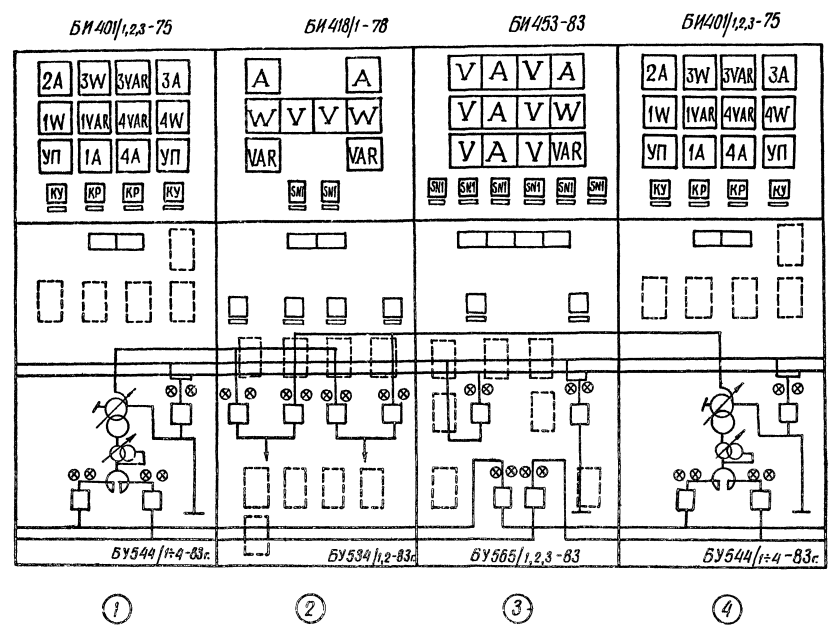 БИ401/1,2,3-75 БИ418/1-78 БИ453-83 БИ401/1,2,3-75
2A 3W 3VAR 3A A A V A V A 2A 3W 3VAR 3A
1W 1VAR 4VAR 4W W V V W V A V W 1W 1VAR 4VAR 4W
УП 1A 4A УП VAR VAR V A V VAR УП 1A 4A УП
КУ КР КР КУ SN1 SN1 SN1 SN1 SN1 SN1 SN1 SN1 КУ КР КР КУ
БУ544/1÷4-83г. БУ534/1,2-83г. БУ565/1,2,3-83 БУ544/1÷4-83г.
1 2 3 4